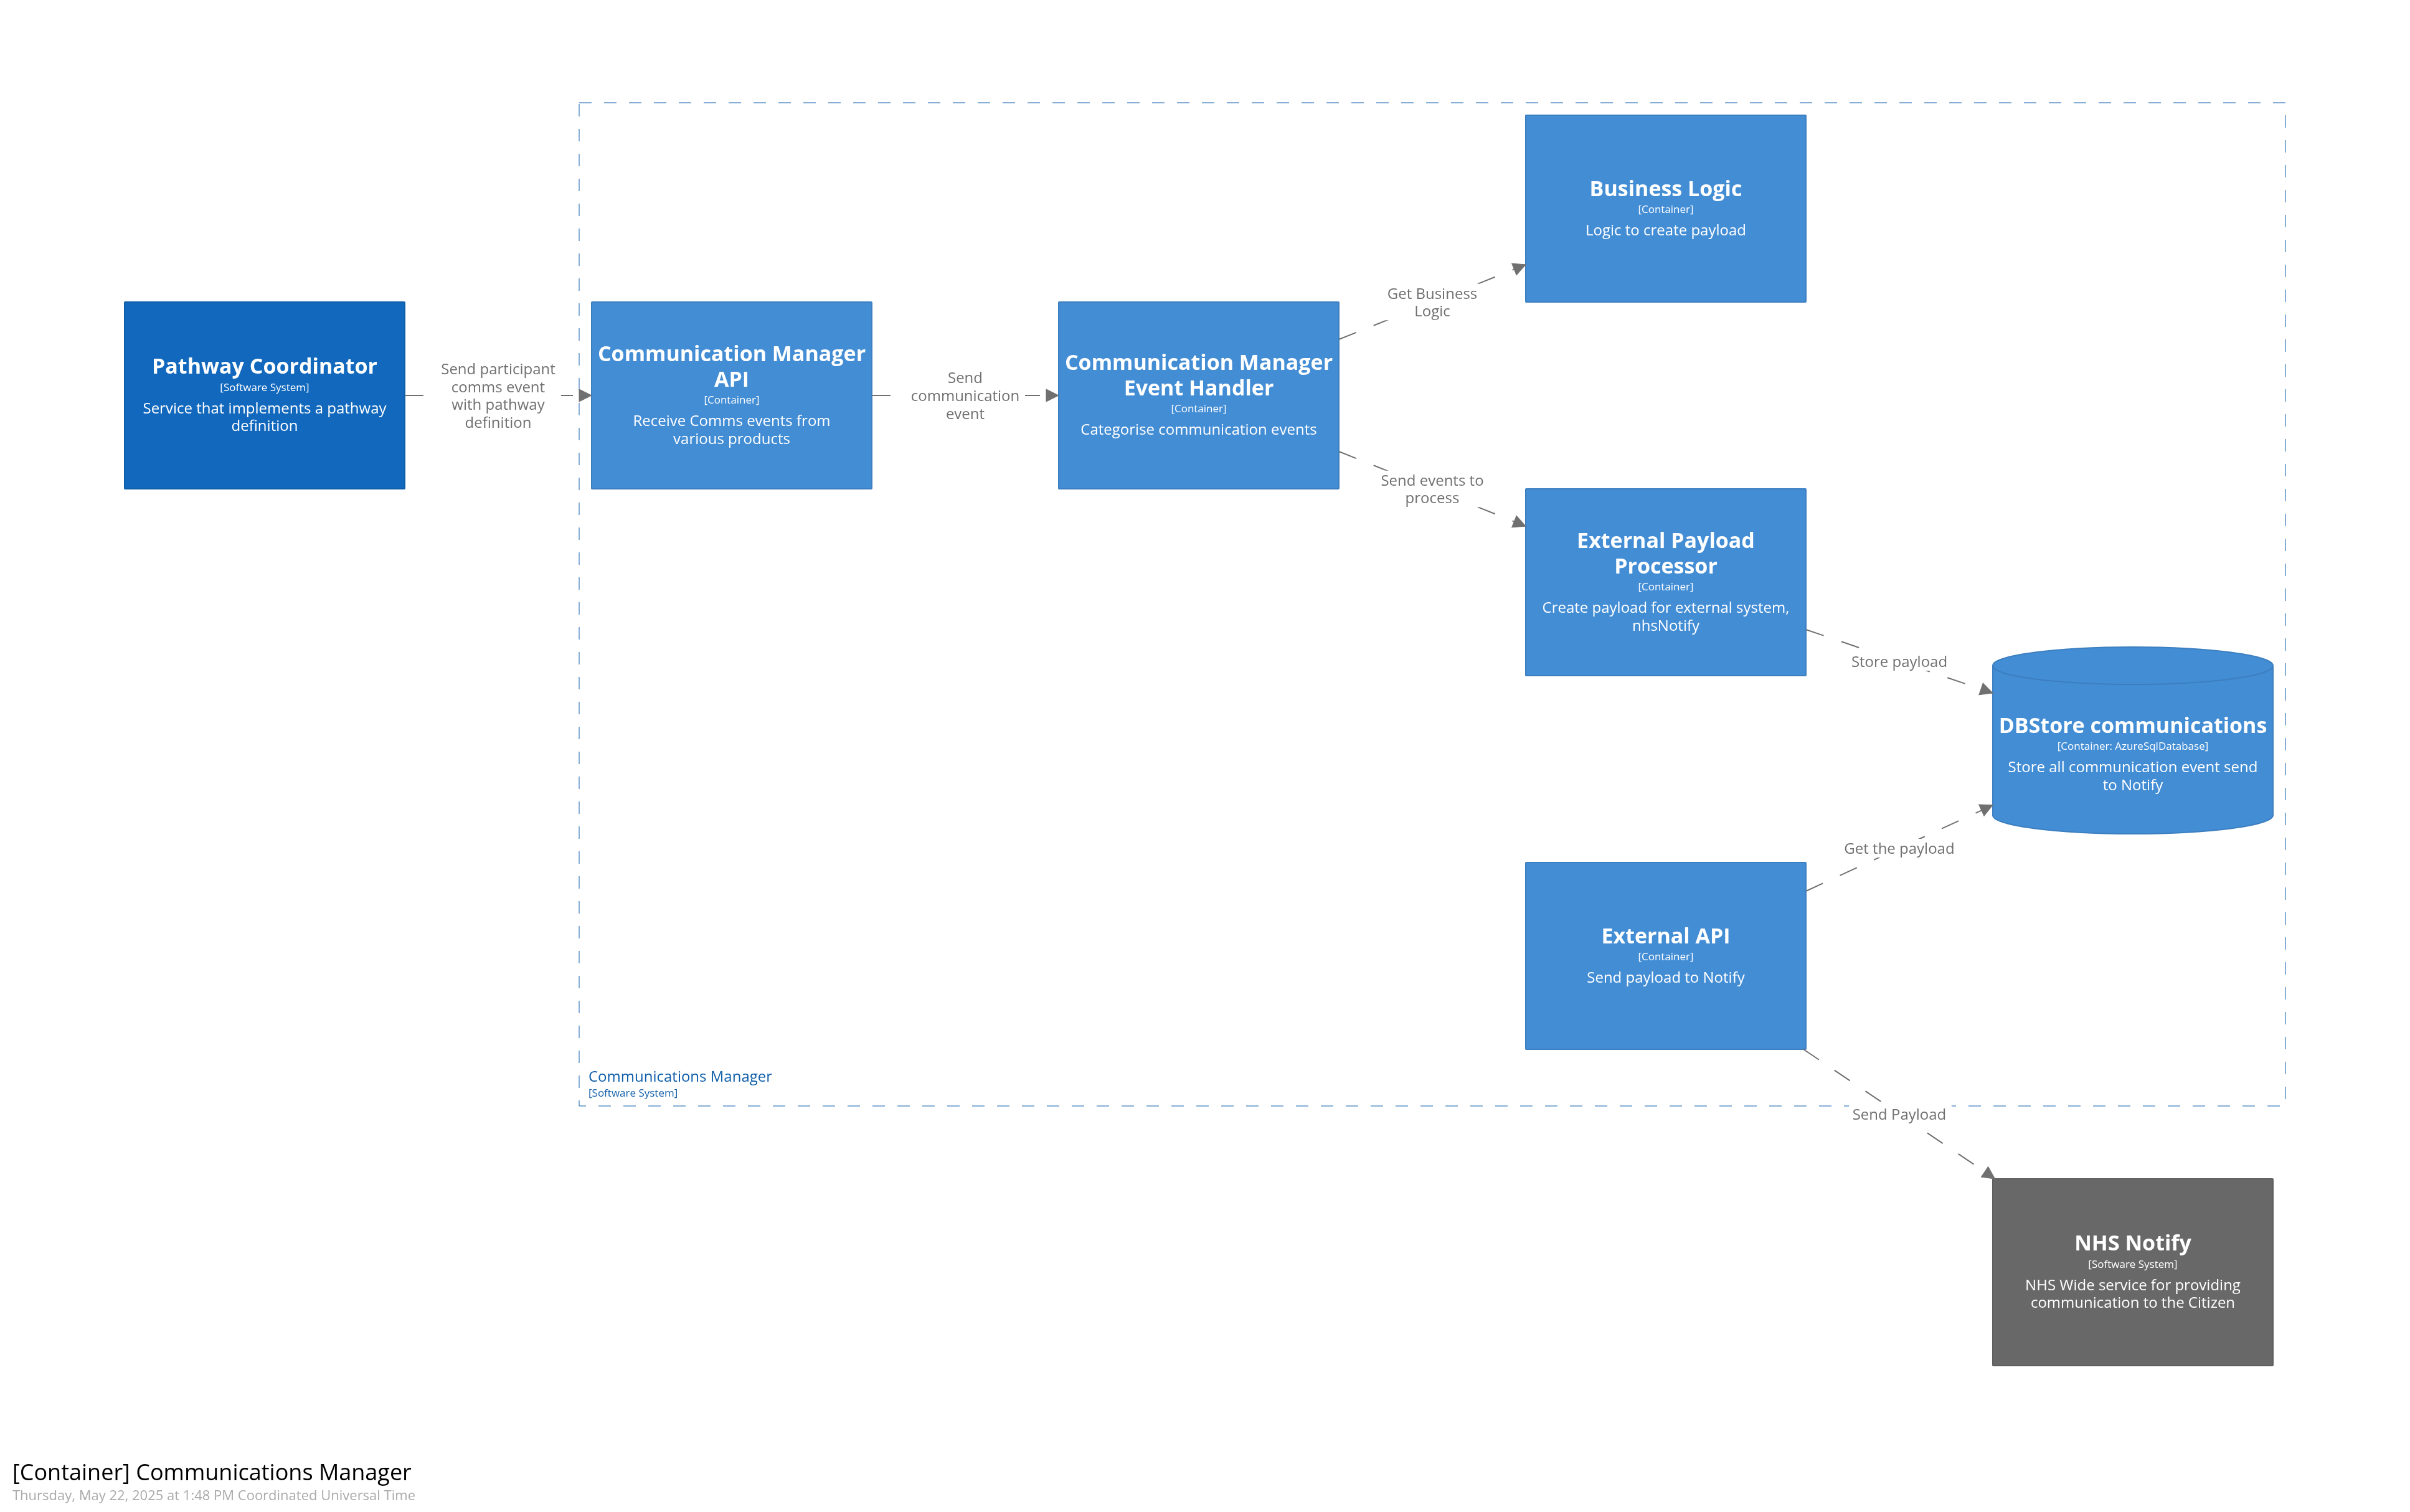 Business Logic
[Container]
Logic to create payload
Get Business
Logic
Pathway Coordinator
[Software System]
Service that implements a pathway
definition
Send participant
comms event
with pathway
definition
Communication Manager
API
[Container]
Receive Comms events from
various products
Send
communication
event
Communication Manager
Event Handler
[Container]
Categorise communication events
Send events to
process
External Payload
Processor
[Container]
Create payload for external system,
nhsNotify
Store payload
DBStore communications
[Container: AzureSqlDatabase]
Store all communication event send
to Notify
Get the payload
External API
[Container]
Send payload to Notify
Communications Manager
[Software System]
Send Payload
NHS Notify
[Software System]
NHS Wide service for providing
communication to the Citizen
[Container] Communications Manager
Thursday, May 22, 2025 at 1:48 PM Coordinated Universal Time